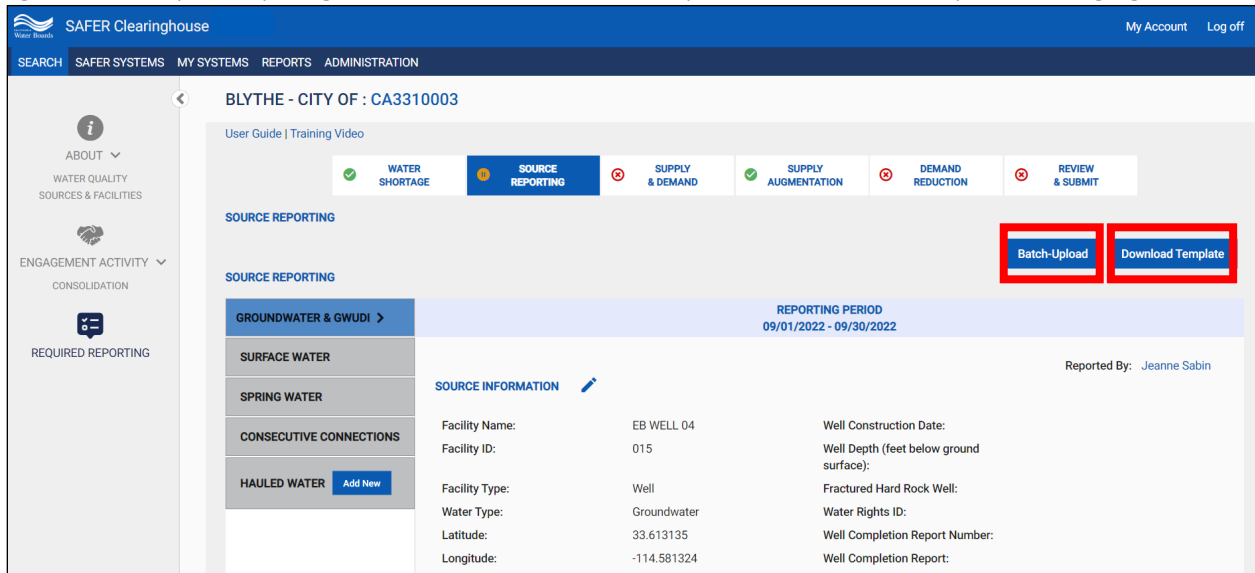 Water Boards
SAFER Clearinghouse
My Account Log off
SEARCH SAFER SYSTEMS MY SYSTEMS REPORTS ADMINISTRATION
BLYTHE - CITY OF : CA3310003
User Guide | Training Video
ABOUT
WATER QUALITY
SOURCES & FACILITIES
ENGAGEMENT ACTIVITY
CONSOLIDATION
REQUIRED REPORTING
WATER
SHORTAGE
SOURCE
REPORTING
SUPPLY
& DEMAND
SUPPLY
AUGMENTATION
DEMAND
REDUCTION
REVIEW
& SUBMIT
SOURCE REPORTING
Batch-Upload Download Template
SOURCE REPORTING
GROUNDWATER & GWUDI
SURFACE WATER
SPRING WATER
CONSECUTIVE CONNECTIONS
HAULED WATER Add New
REPORTING PERIOD
09/01/2022 - 09/30/2022
Reported By: Jeanne Sabin
SOURCE INFORMATION
Facility Name: EB WELL 04 Well Construction Date:
Facility ID: 015 Well Depth (feet below ground
surface):
Facility Type: Well Fractured Hard Rock Well:
Water Type: Groundwater Water Rights ID:
Latitude: 33.613135 Well Completion Report Number:
Longitude: -114.581324 Well Completion Report: